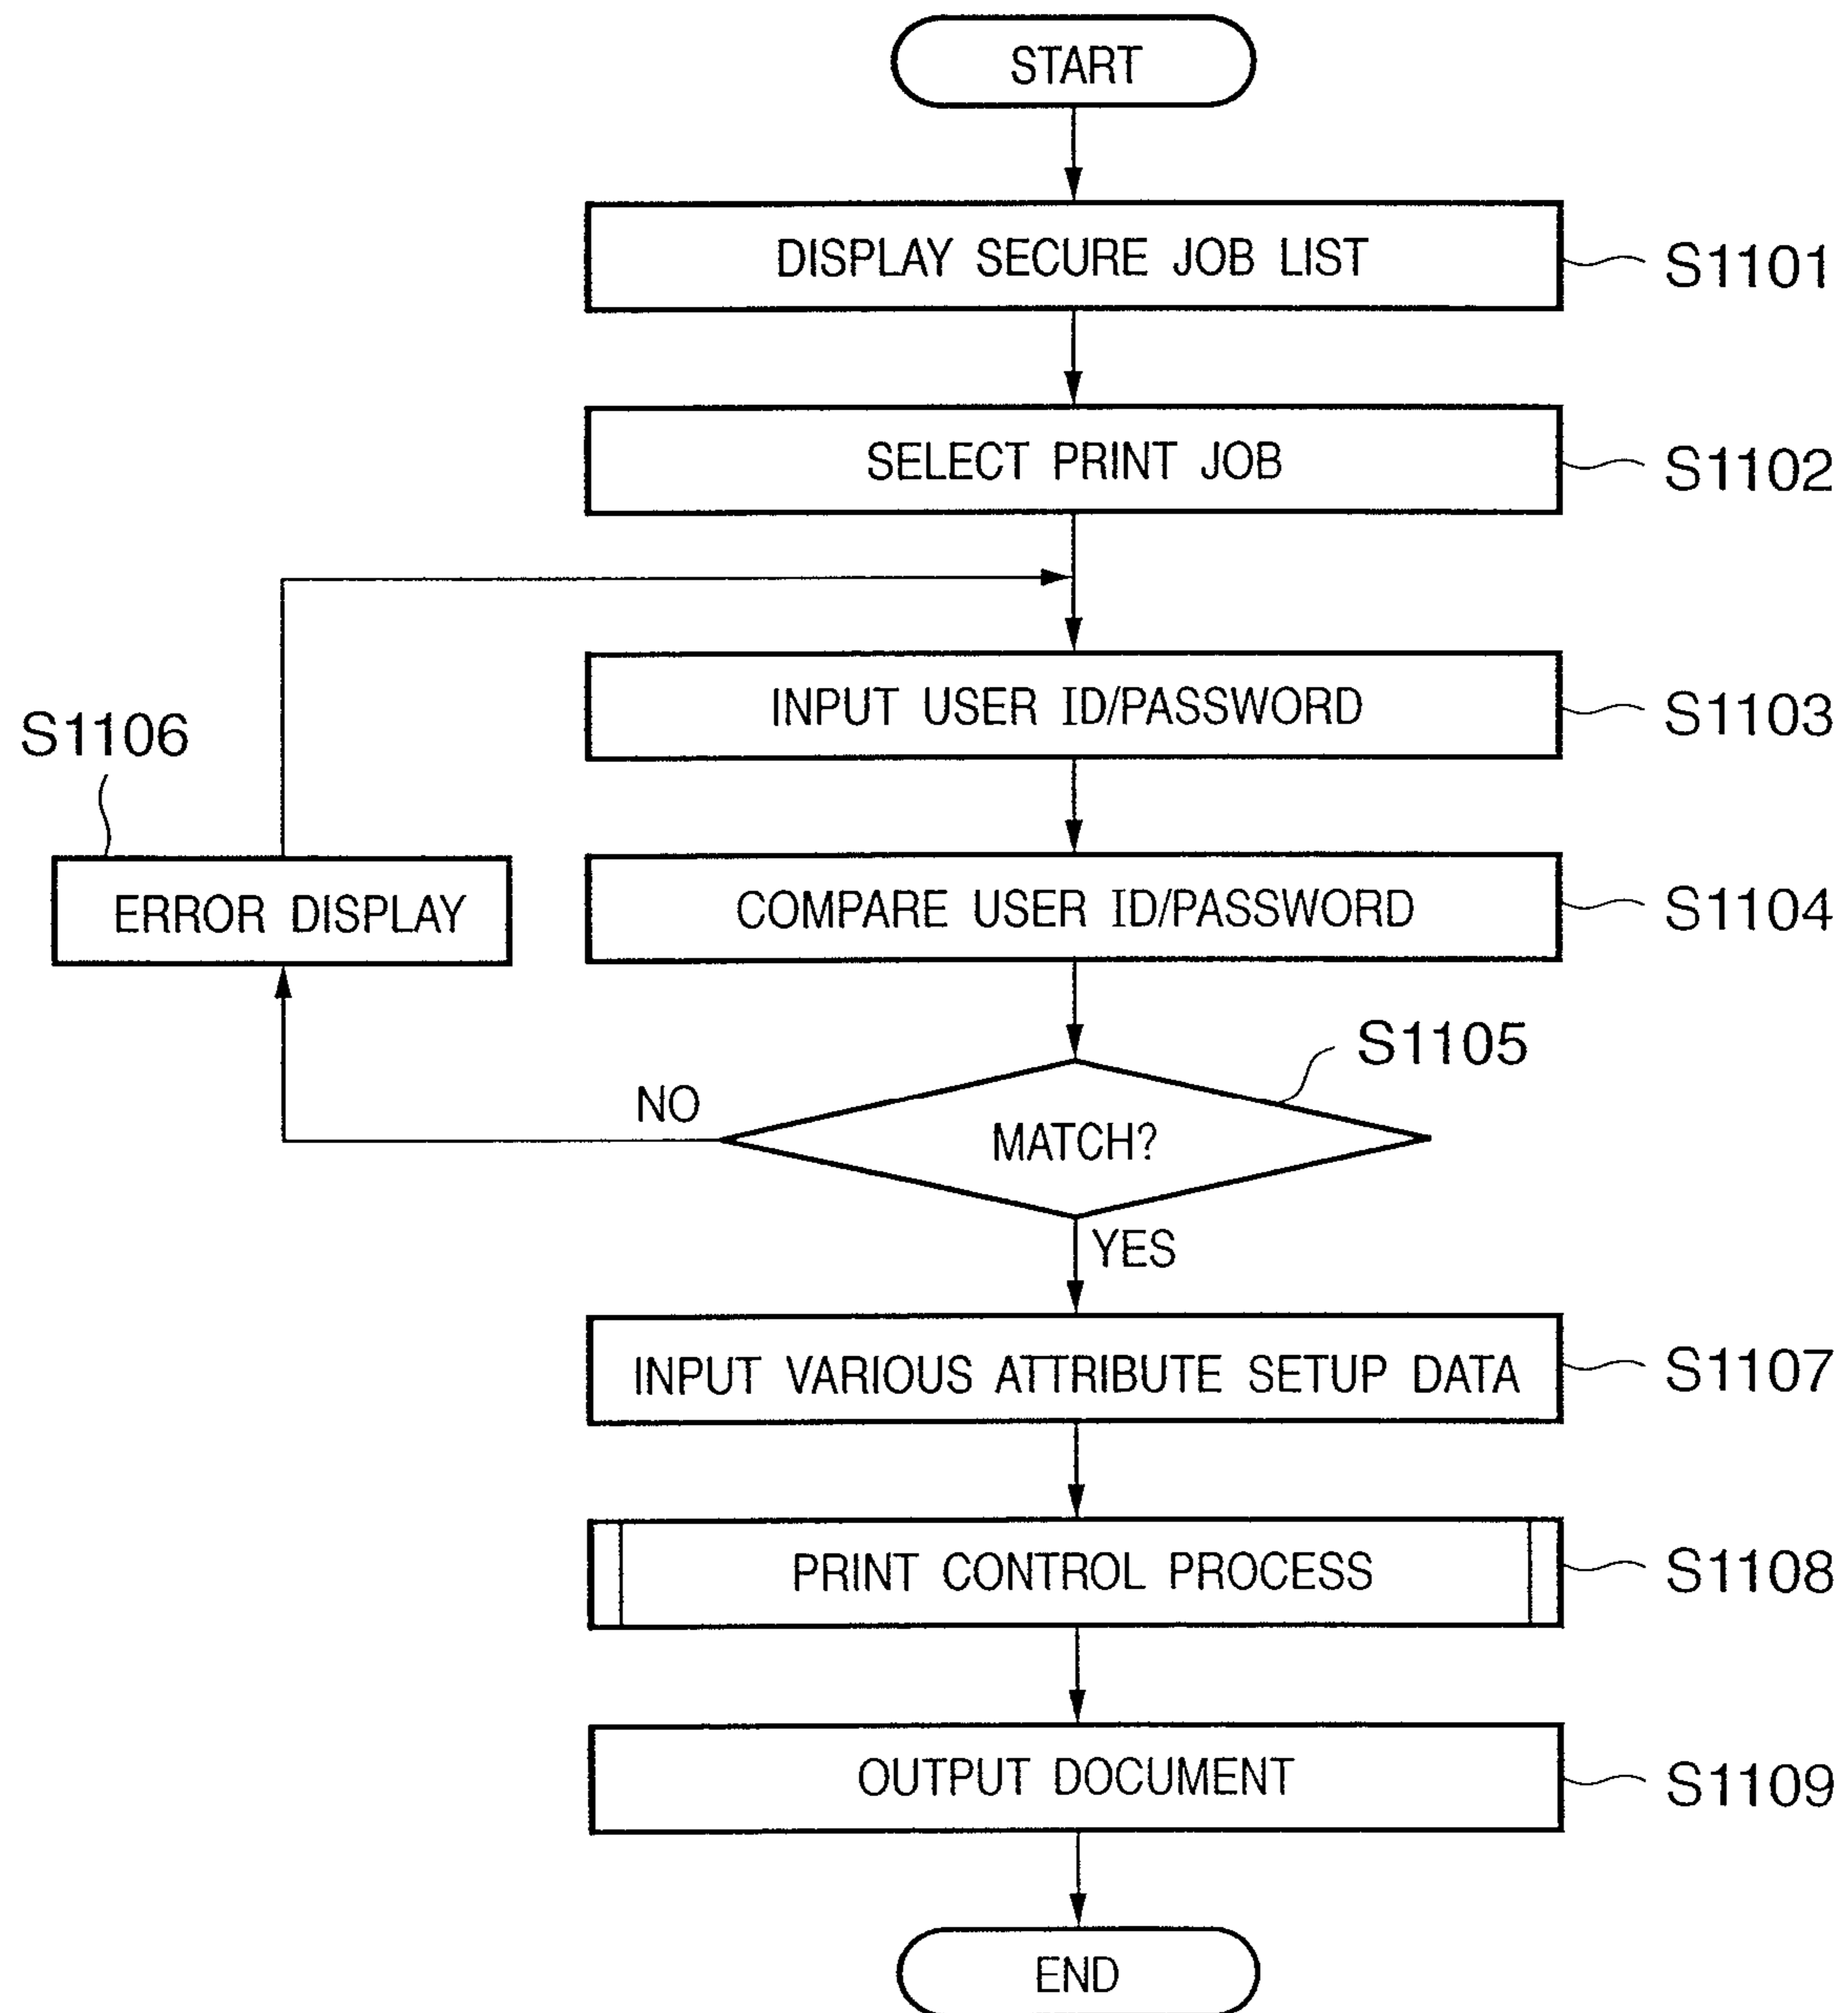 START
DISPLAY SECURE JOB LIST
S1101
SELECT PRINT JOB
S1102
INPUT USER ID/PASSWORD
S1103
S1106
ERROR DISPLAY
COMPARE USER ID/PASSWORD
S1104
S1105
NO
MATCH?
YES
INPUT VARIOUS ATTRIBUTE SETUP DATA
S1107
PRINT CONTROL PROCESS
S1108
OUTPUT DOCUMENT
S1109
END